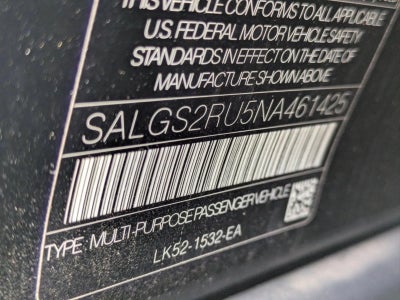 THIS VEHICLE CONFORMS TO ALL APPLICABLE
U.S. FEDERAL MOTOR VEHICLE SAFETY
STANDARDS IN EFFECT ON THE DATE OF
MANUFACTURE SHOWN ABOVE
SALGS2RU5NA461425
TYPE: MULTI-PURPOSE PASSENGER VEHICLE
LK52-1532-EA